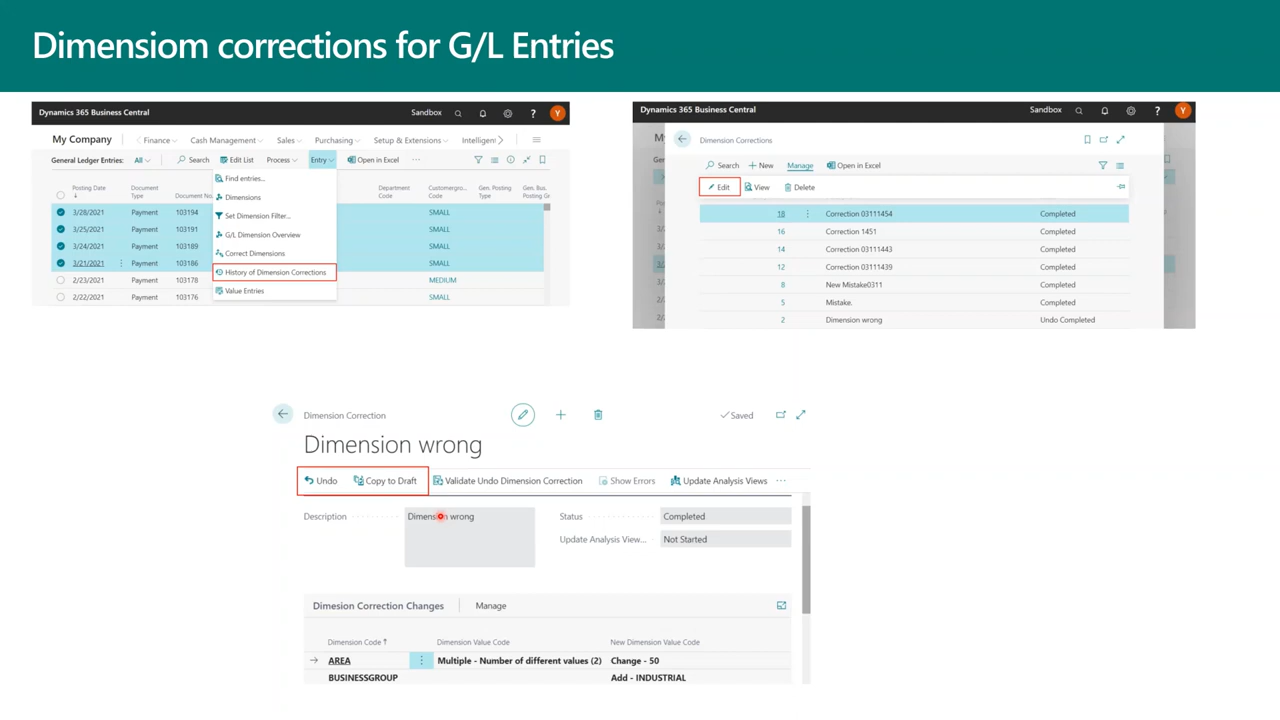 Dimensiom corrections for G/L Entries
Dynamics 365 Business Central
Sandbox
?
Y
My Company
Finance
Cash Management
Sales
Purchasing
Setup & Extensions
Intelligen
General Ledger Entries:
All
Search
Edit List
Process
Entry
Open in Excel
...
Posting Date
Document Type
Document No.
Department Code
Customergro... Code
Gen. Posting Type
Gen. Bus. Posting Gr
Find entries...
Dimensions
Set Dimension Filter...
G/L Dimension Overview
Correct Dimensions
History of Dimension Corrections
Value Entries
3/28/2021 Payment 103194 SMALL
3/25/2021 Payment 103191 SMALL
3/24/2021 Payment 103189 SMALL
3/21/2021 Payment 103186 SMALL
2/23/2021 Payment 103178 MEDIUM
2/22/2021 Payment 103176 SMALL
Dynamics 365 Business Central
Sandbox
?
Y
Dimension Corrections
Search
New
Manage
Open in Excel
Edit
View
Delete
18 Correction 03111454 Completed
16 Correction 1451 Completed
14 Correction 03111443 Completed
12 Correction 03111439 Completed
8 New Mistake0311 Completed
5 Mistake. Completed
2 Dimension wrong Undo Completed
Dimension Correction
Saved
Dimension wrong
Undo
Copy to Draft
Validate Undo Dimension Correction
Show Errors
Update Analysis Views
...
Description
Dimension wrong
Status
Completed
Update Analysis View...
Not Started
Dimesion Correction Changes
Manage
Dimension Code
Dimension Value Code
New Dimension Value Code
AREA Multiple - Number of different values (2) Change - 50
BUSINESSGROUP Add - INDUSTRIAL